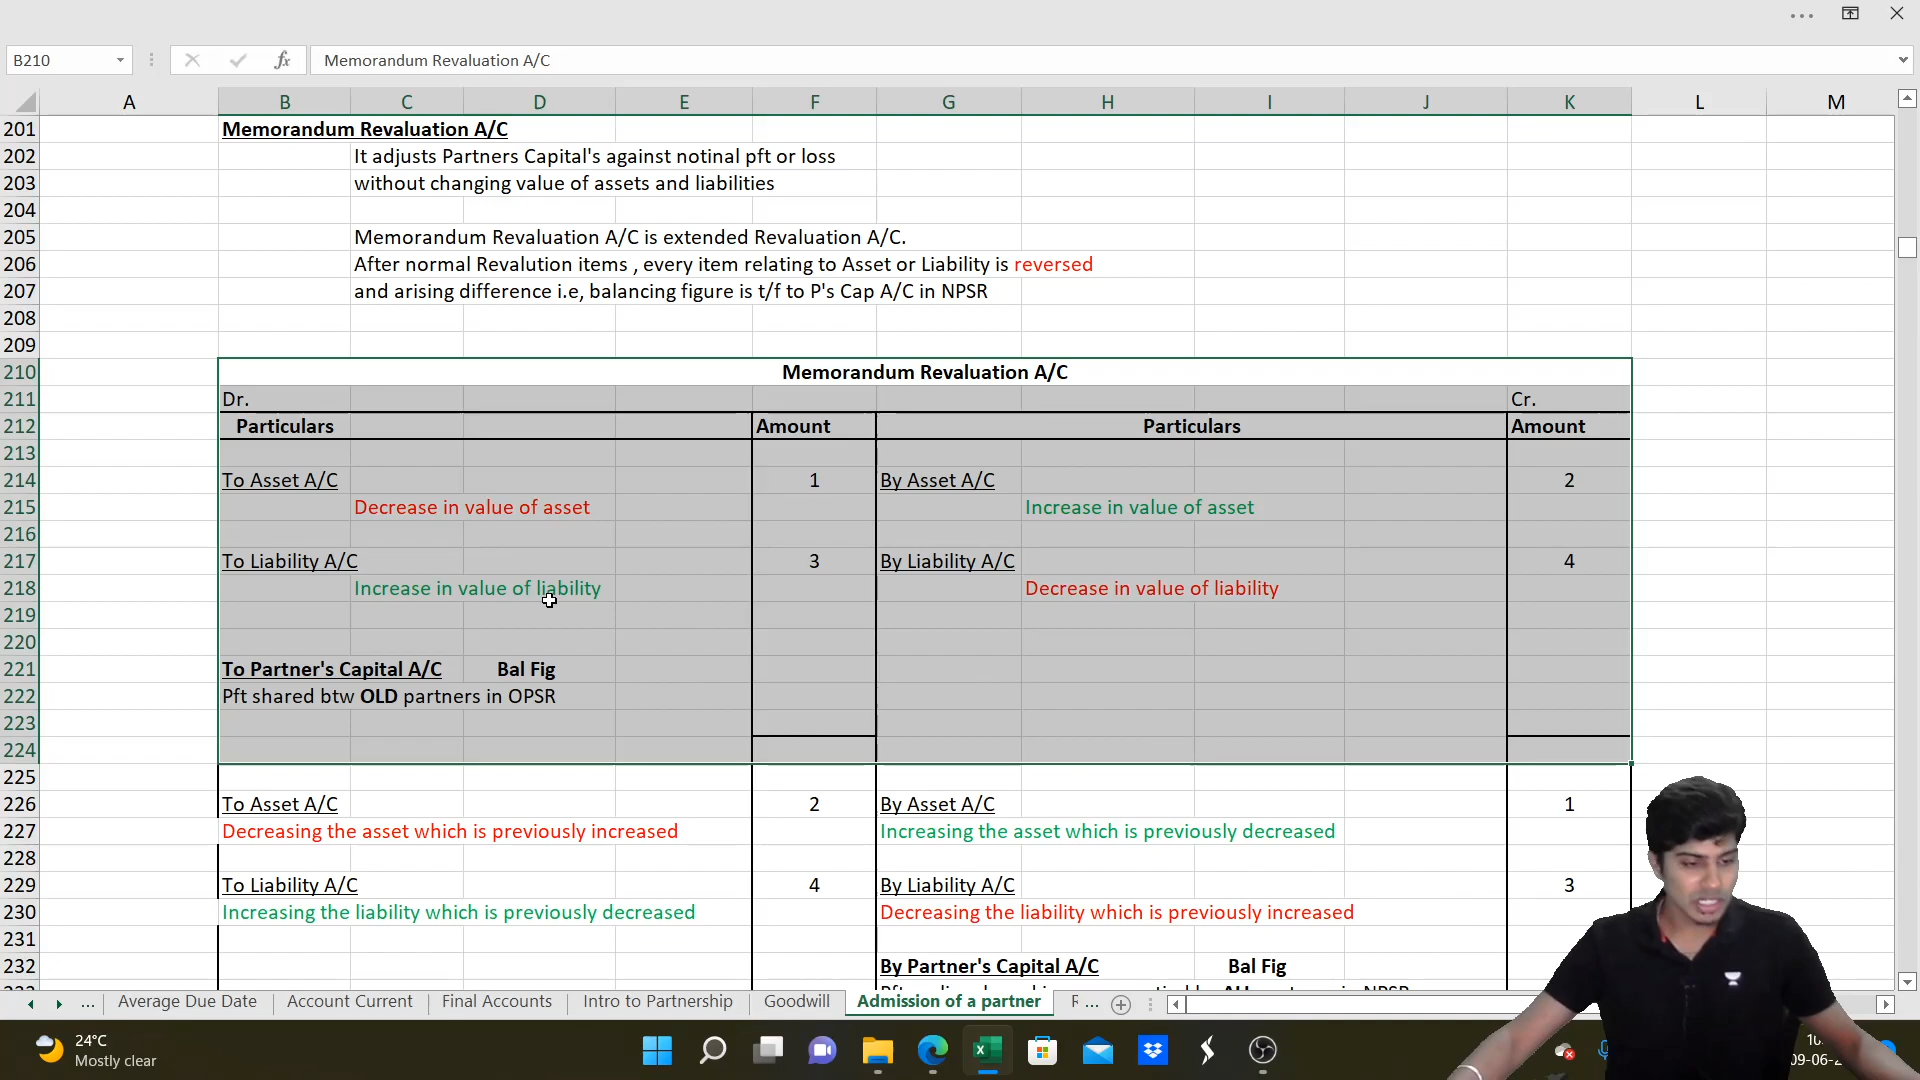 B210
fx
Memorandum Revaluation A/C
A B C D E F G H I J K L M
201 Memorandum Revaluation A/C
202 It adjusts Partners Capital's against notinal pft or loss
203 without changing value of assets and liabilities
204
205 Memorandum Revaluation A/C is extended Revaluation A/C.
206 After normal Revalution items , every item relating to Asset or Liability is reversed
207 and arising difference i.e, balancing figure is t/f to P's Cap A/C in NPSR
208
209
210 Memorandum Revaluation A/C
211 Dr. Cr.
212 Particulars Amount Particulars Amount
213
214 To Asset A/C 1 By Asset A/C 2
215 Decrease in value of asset Increase in value of asset
216
217 To Liability A/C 3 By Liability A/C 4
218 Increase in value of liability Decrease in value of liability
219
220
221 To Partner's Capital A/C Bal Fig
222 Pft shared btw OLD partners in OPSR
223
224
225
226 To Asset A/C 2 By Asset A/C 1
227 Decreasing the asset which is previously increased Increasing the asset which is previously decreased
228
229 To Liability A/C 4 By Liability A/C 3
230 Increasing the liability which is previously decreased Decreasing the liability which is previously increased
231
232 By Partner's Capital A/C Bal Fig
... Average Due Date Account Current Final Accounts Intro to Partnership Goodwill Admission of a partner R ...
24°C
Mostly clear
10
09-06-2